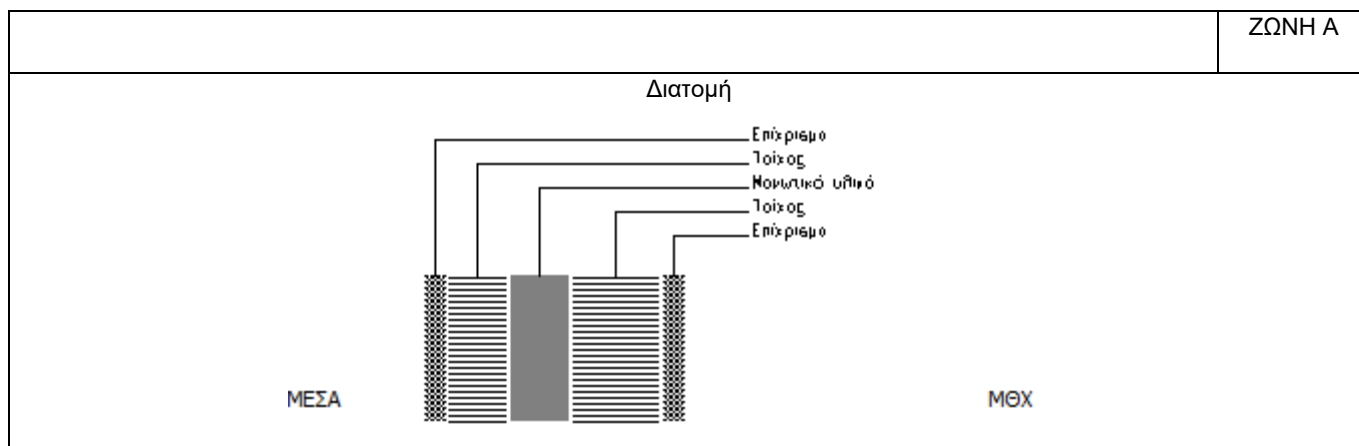 ΖΩΝΗ Α
Διατομή
Επίχρισμα
Τοίχος
Μονωτικό υλικό
Τοίχος
Επίχρισμα
ΜΕΣΑ
ΜΘΧ